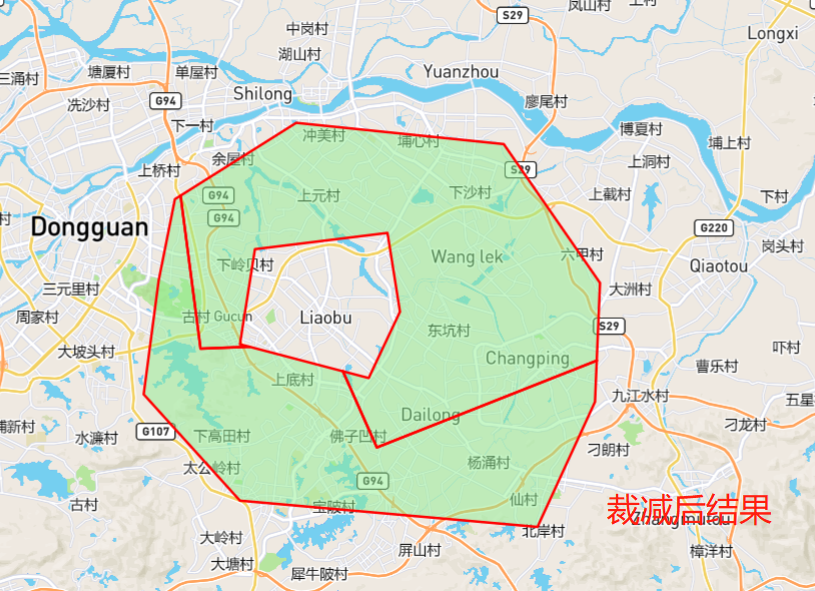 S29
凤山村
中岗村
Longxi
湖山村
三涌村
塘厦村
单屋村
Yuanzhou
冼沙村
G94
Shilong
廖尾村
下一村
冲美村
埔心村
博夏村
埔上村
余屋村
上桥村
S29
上洞村
G94
上元村
下沙村
上截村
下村
Dongguan
G94
G220
岗头村
下岭贝村
Wang lek
六甲村
Qiaotou
三元里村
大洲村
周家村
古村 Gucun
Liaobu
东坑村
S29
大坡头村
Changping
吓村
曹乐村
上底村
九江水村
五星
Dailong
浦新村
水濂村
G107
下高田村
佛子凹村
刁龙村
刁朗村
太公岭村
杨涌村
G94
古村
仙村
裁减后结果
宝陂村
Zhangmutou
大岭村
北岸村
屏山村
樟洋村
大塘村
犀牛陂村